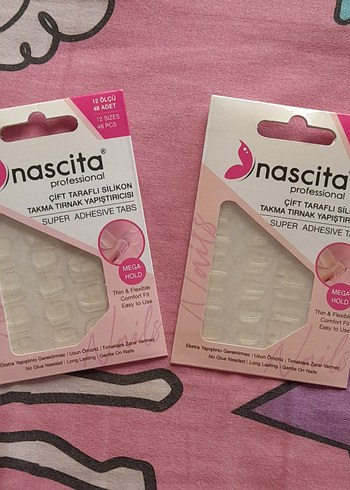 12 ÖLÇÜ
48 ADET
12 SIZES
48 PCS
nascita®
professional
ÇİFT TARAFLI SİLİKON
TAKMA TIRNAK YAPIŞTIRICISI
SUPER ADHESIVE TABS
MEGA
HOLD
Thin & Flexible
Comfort Fit
Easy to Use
Nails
Ekstra Yapıştırıcı Gerektirmez | Uzun Ömürlü | Tırnaklara Zarar Vermez
No Glue Needed | Long Lasting | Gentle On Nails
nascita
professional
ÇİFT TARAFLI
TAKMA TIRNAK
SUPER ADHESIVE TABS
MEGA
HOLD
Thin & Flexible
Comfort Fit
Easy to Use
Nails
Ekstra Yapıştırıcı Gerektirmez | Uzun Ömürlü | Tırnaklara Zarar Vermez
No Glue Needed | Long Lasting | Gentle On Nails